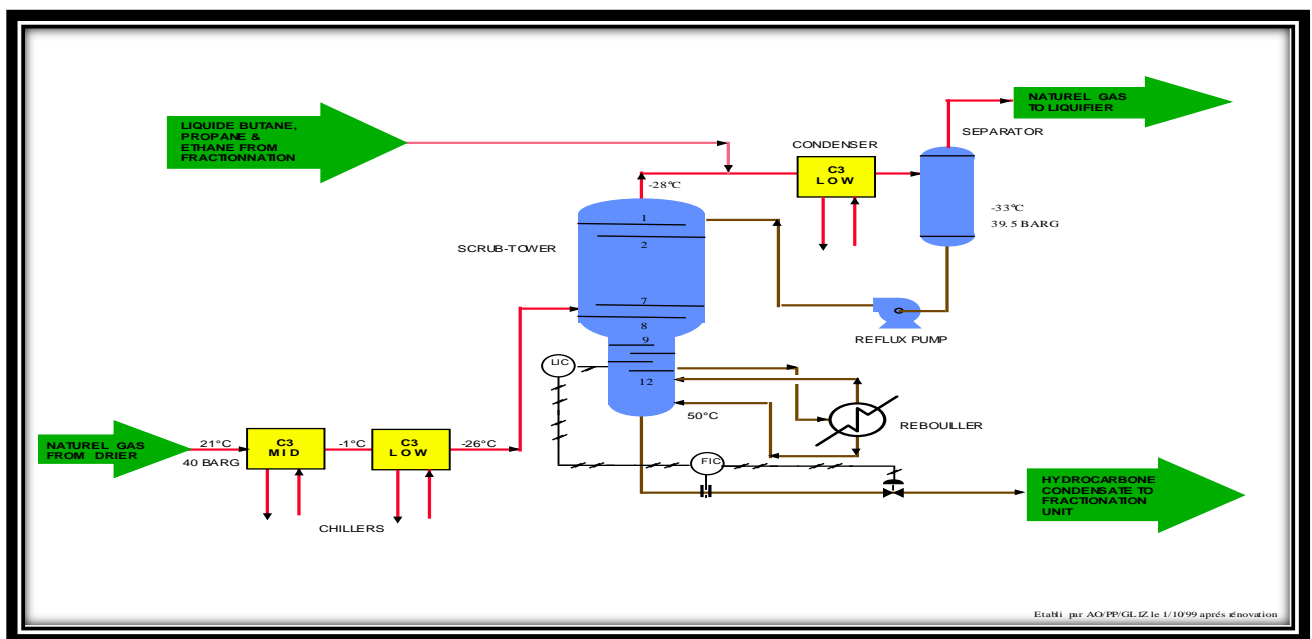 NATUREL GAS
TO LIQUIFIER
LIQUIDE BUTANE,
PROPANE &
ETHANE FROM
FRACTIONNATION
SEPARATOR
CONDENSER
C3
LOW
-28°C
-33°C
39.5 BARG
1
2
SCRUB-TOWER
7
8
9
12
REFLUX PUMP
LIC
50°C
REBOUILLER
NATUREL GAS
FROM DRIER
21°C
40 BARG
C3
MID
-1°C
C3
LOW
-26°C
FIC
HYDROCARBONE
CONDENSATE TO
FRACTIONATION
UNIT
CHILLERS
Etabli par AO/PP/GL1Z le 1/10/99 aprés rénovation